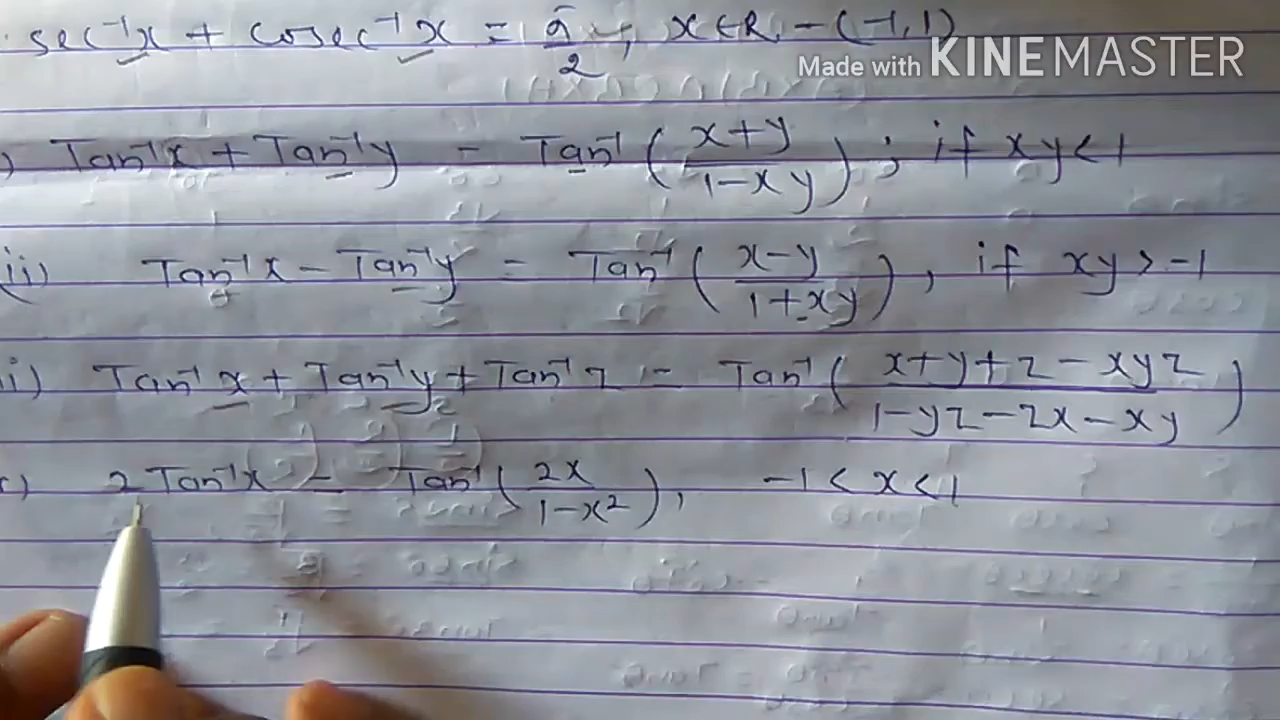 sec⁻¹x + cosec⁻¹x = π/2, x∈R - (-1,1)
Made with KINEMASTER
) Tan⁻¹x + Tan⁻¹y = Tan⁻¹((x+y)/(1-xy)); if xy<1
(ii) Tan⁻¹x - Tan⁻¹y = Tan⁻¹((x-y)/(1+xy)), if xy>-1
ii) Tan⁻¹x + Tan⁻¹y + Tan⁻¹z = Tan⁻¹((x+y+z-xyz)/(1-yz-zx-xy))
) 2Tan⁻¹x = Tan⁻¹(2x/(1-x²)), -1<x<1